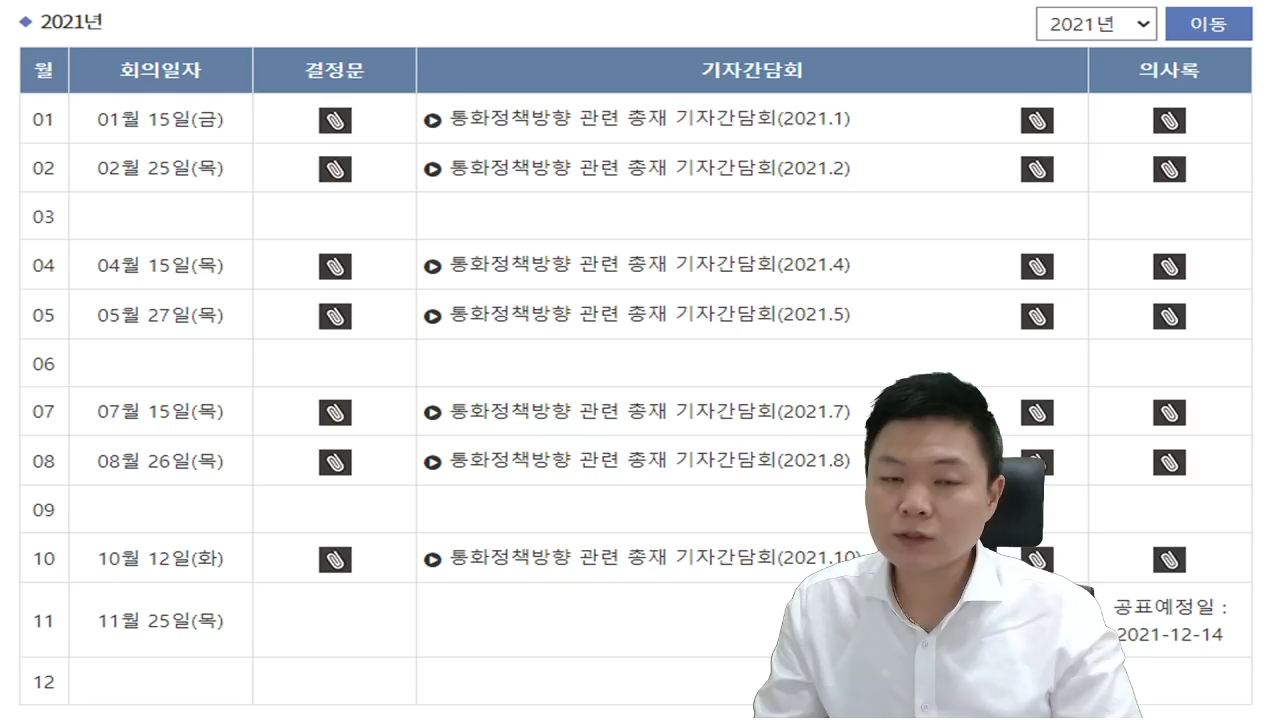 2021년
2021년 이동
월 회의일자 결정문 기자간담회 의사록
01 01월 15일(금) 통화정책방향 관련 총재 기자간담회(2021.1)
02 02월 25일(목) 통화정책방향 관련 총재 기자간담회(2021.2)
03
04 04월 15일(목) 통화정책방향 관련 총재 기자간담회(2021.4)
05 05월 27일(목) 통화정책방향 관련 총재 기자간담회(2021.5)
06
07 07월 15일(목) 통화정책방향 관련 총재 기자간담회(2021.7)
08 08월 26일(목) 통화정책방향 관련 총재 기자간담회(2021.8)
09
10 10월 12일(화) 통화정책방향 관련 총재 기자간담회(2021.10)
11 11월 25일(목) 공표예정일 :
2021-12-14
12